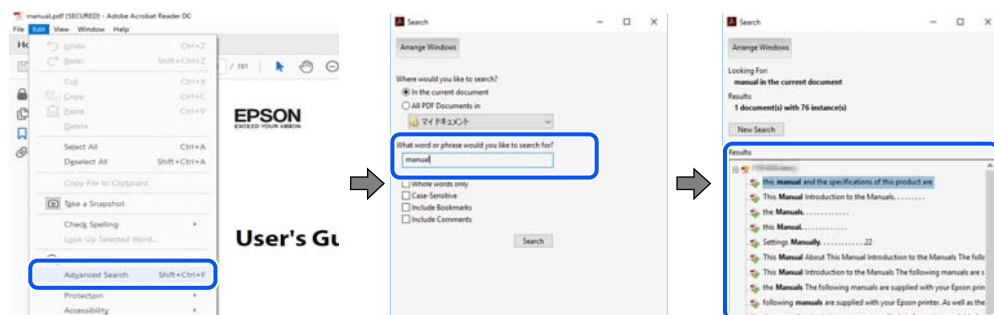 manual.pdf (SECURED) - Adobe Acrobat Reader DC
File Edit View Window Help
Undo Ctrl+Z
Redo Shift+Ctrl+Z
Cut Ctrl+X
Copy Ctrl+C
Paste Ctrl+V
Delete
Select All Ctrl+A
Deselect All Shift+Ctrl+A
Copy File to Clipboard
Take a Snapshot
Check Spelling
Look Up Selected Word...
Advanced Search Shift+Ctrl+F
Protection
Accessibility
/ 191
EPSON
EXCEED YOUR VISION
User's Gu
Search
Arrange Windows
Where would you like to search?
In the current document
All PDF Documents in
マイ ドキュメント
What word or phrase would you like to search for?
manual
Whole words only
Case-Sensitive
Include Bookmarks
Include Comments
Search
Search
Arrange Windows
Looking For:
manual in the current document
Results:
1 document(s) with 76 instance(s)
New Search
Results:
this manual and the specifications of this product are
This Manual Introduction to the Manuals.........
the Manuals.............
this Manual.............
Settings Manually.............22
This Manual About This Manual Introduction to the Manuals The follo
This Manual Introduction to the Manuals The following manuals are s
the Manuals The following manuals are supplied with your Epson prin
following manuals are supplied with your Epson printer. As well as the